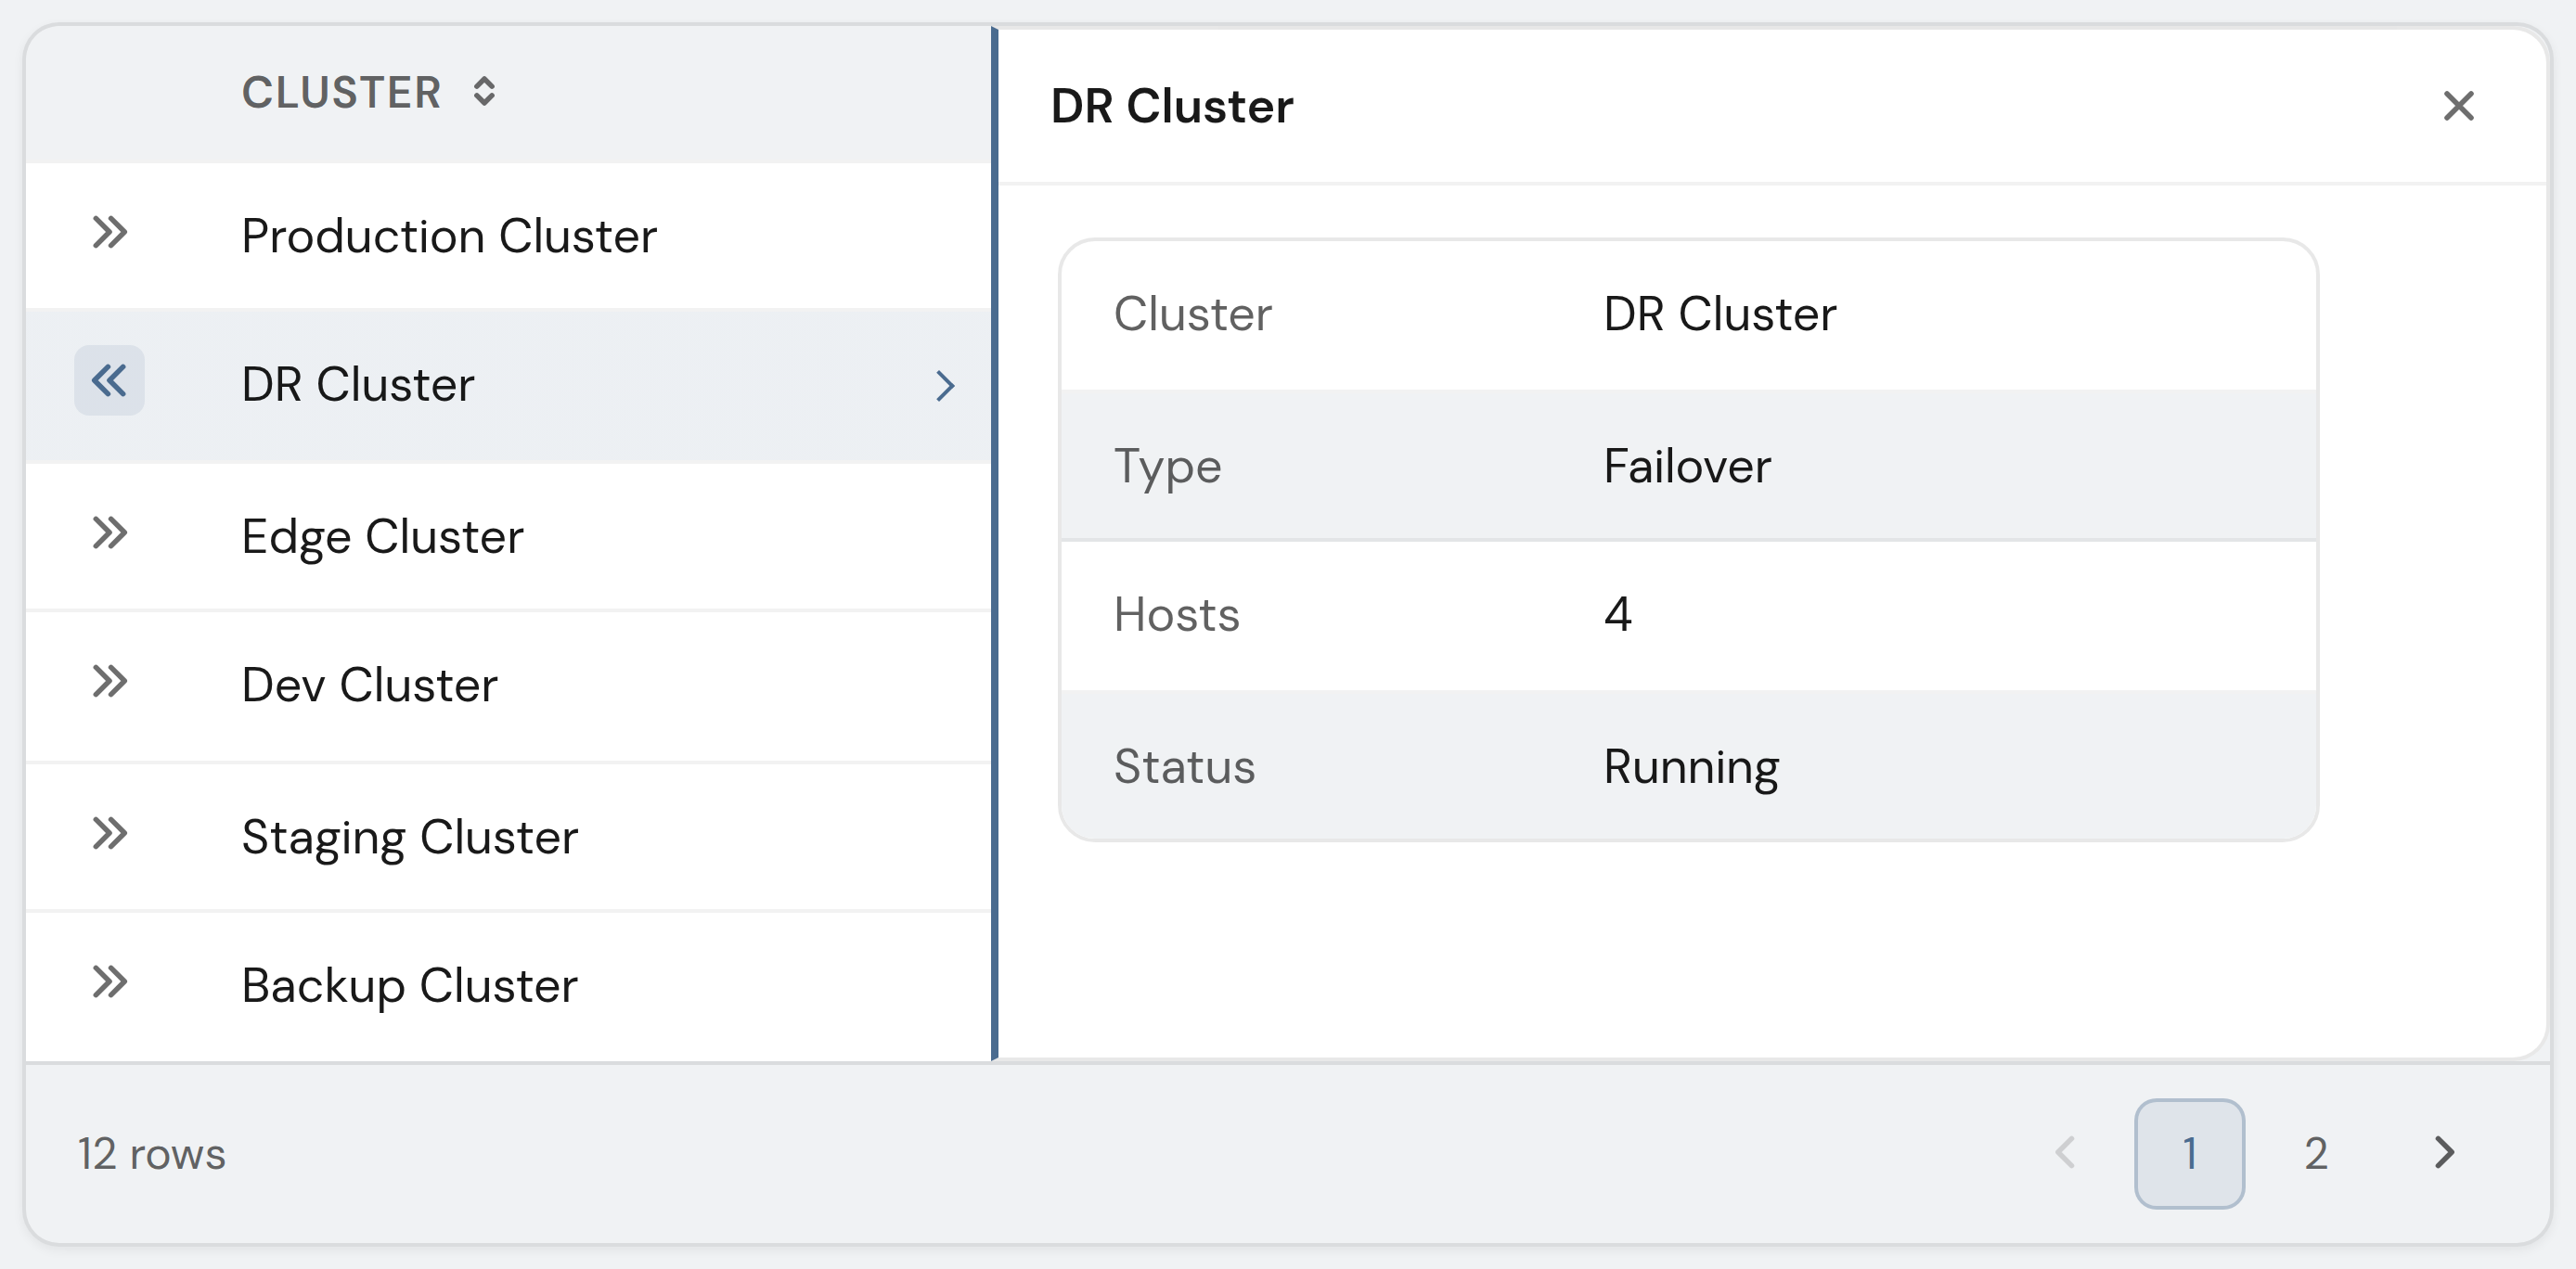 CLUSTER
Production Cluster
DR Cluster
Edge Cluster
Dev Cluster
Staging Cluster
Backup Cluster
DR Cluster
Cluster DR Cluster
Type Failover
Hosts 4
Status Running
12 rows
1 2